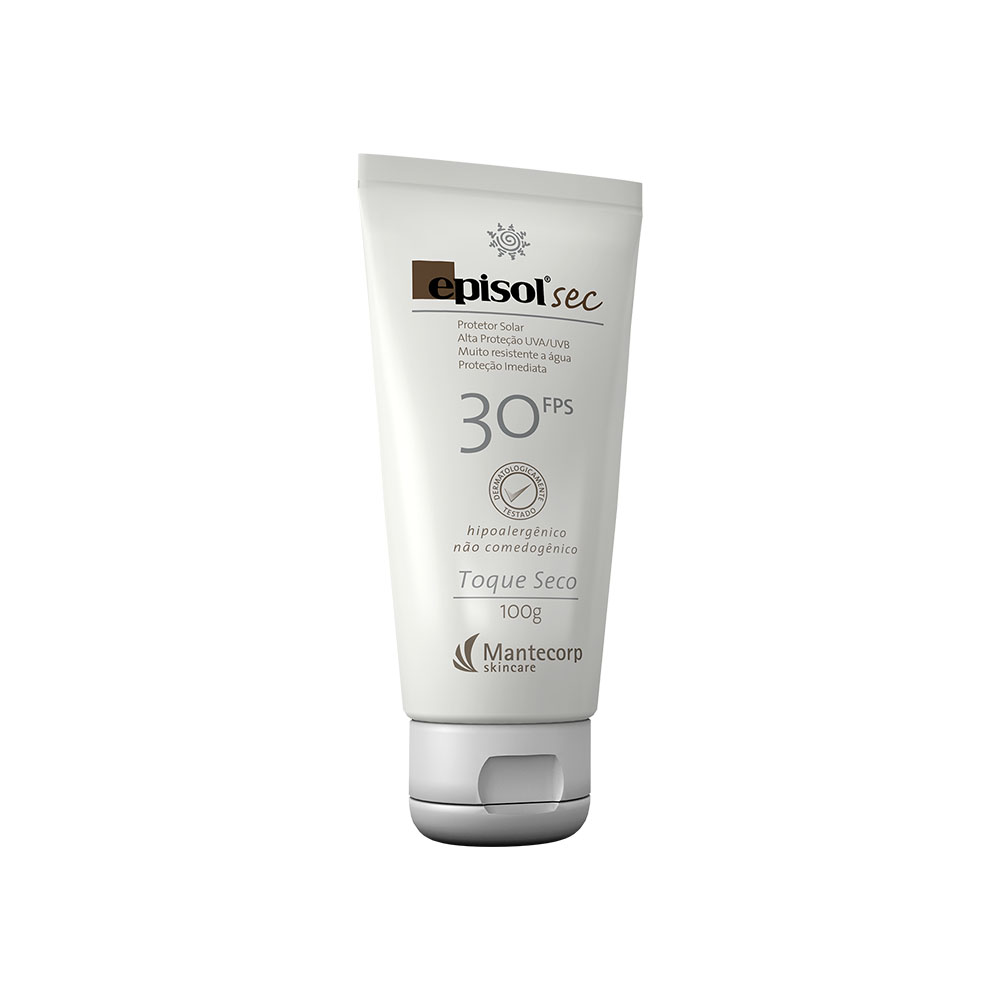 episol® sec
Protetor Solar
Alta Proteção UVA/UVB
Muito resistente a água
Proteção Imediata
30 FPS
DERMATOLOGICAMENTE
TESTADO
hipoalergênico
não comedogênico
Toque Seco
100g
Mantecorp
skincare